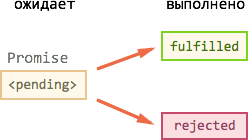 ожидает
выполнено
fulfilled
Promise
<pending>
rejected